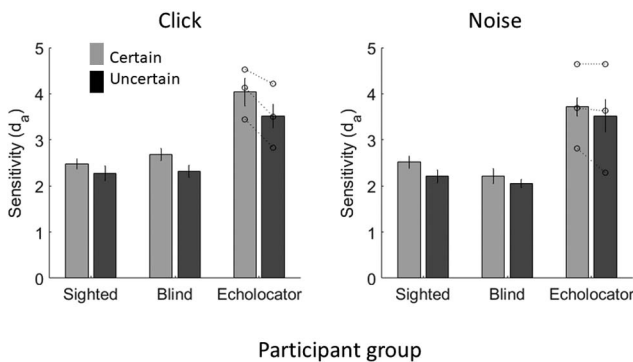 Click
Noise
Certain
Uncertain
Sensitivity (da)
5
4
3
2
1
0
Sighted
Blind
Echolocator
Sensitivity (da)
5
4
3
2
1
0
Sighted
Blind
Echolocator
Participant group